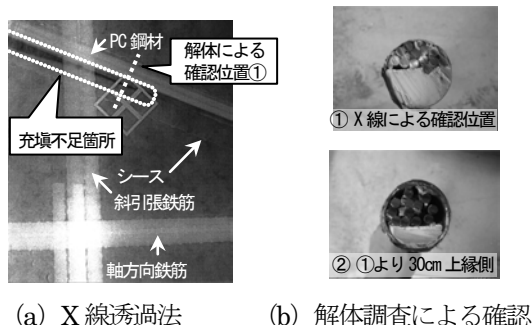 PC 鋼材
解体による
確認位置①
充塡不足箇所
シース
斜引張鉄筋
軸方向鉄筋
(a) X 線透過法
① X 線による確認位置
② ①より 30cm 上縁側
(b) 解体調査による確認